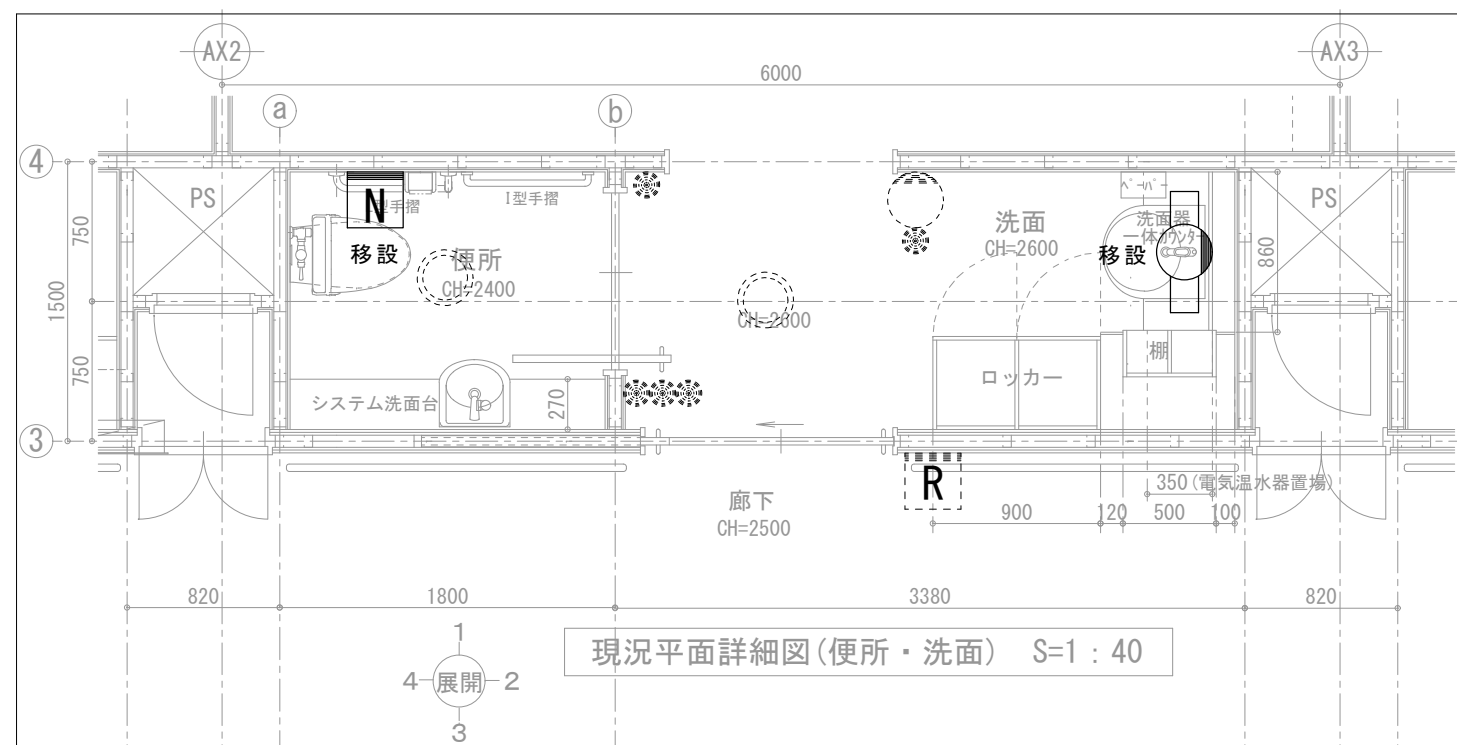 AX2
AX3
6000
a
b
4
PS
N
型手摺
I型手摺
移設
便所
CH=2400
750
1500
750
CH=2600
洗面
CH=2600
ペーパー
洗面器
一体カウンター
移設
860
PS
棚
ロッカー
システム洗面台
270
3
R
350(電気温水器置場)
廊下
CH=2500
900
120
500
100
820
1800
3380
820
現況平面詳細図(便所・洗面) S=1:40
1
4
展開
2
3